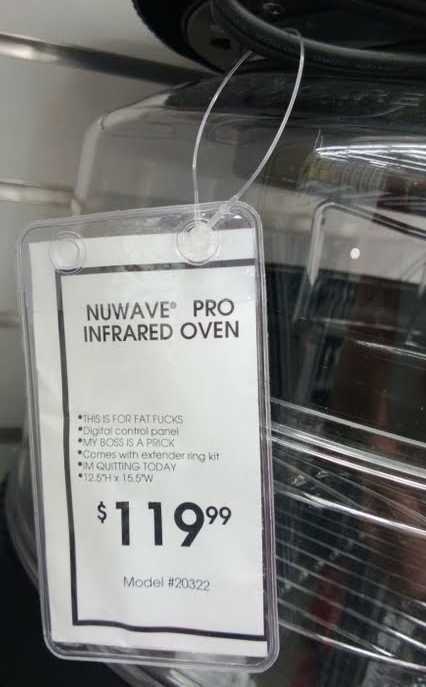 NUWAVE® PRO
INFRARED OVEN
•THIS IS FOR FAT FUCKS
•Digital control panel
•MY BOSS IS A PRICK
•Comes with extender ring kit
•IM QUITTING TODAY
•12.5"H x 15.5"W
$119.99
Model #20322